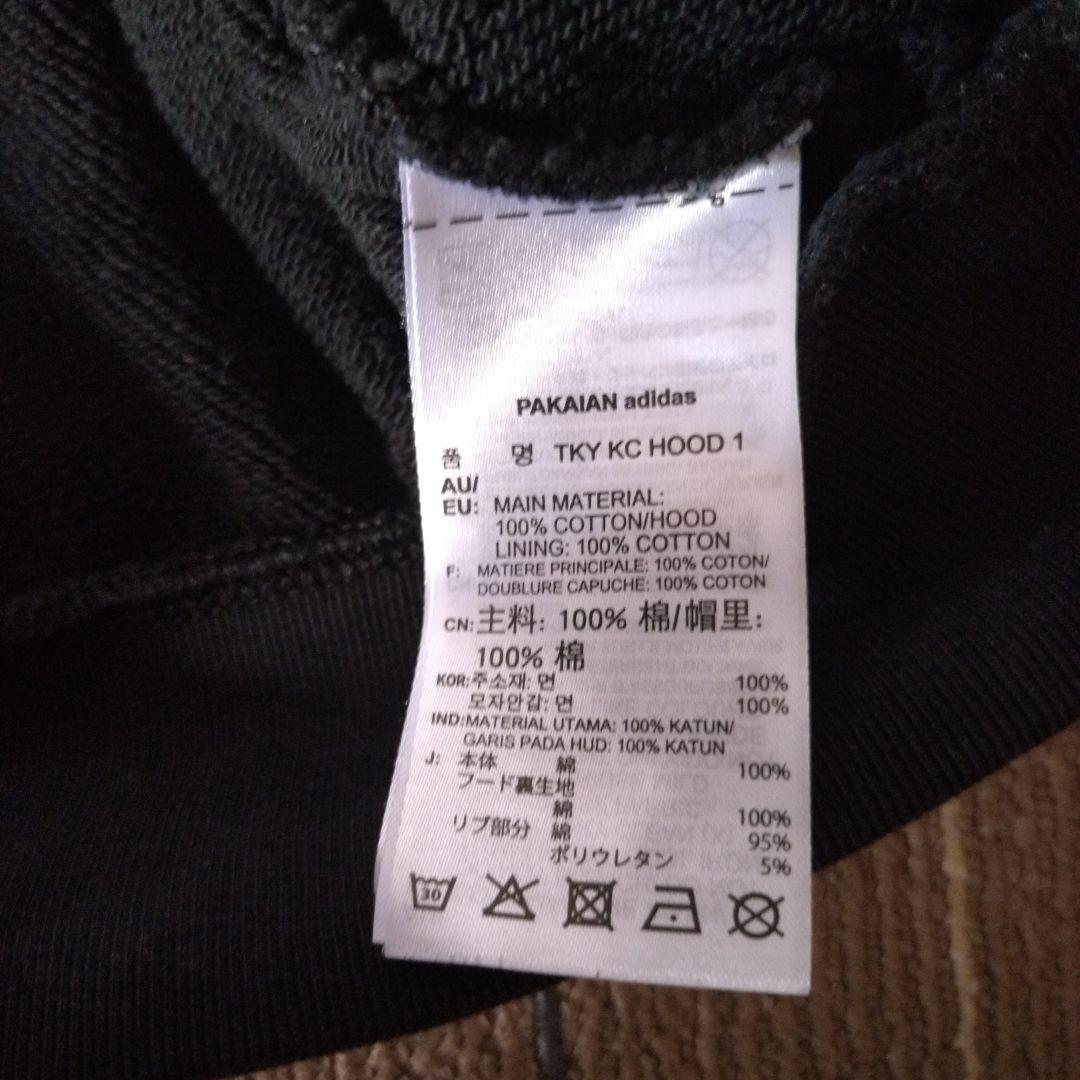 6
PAKAIAN adidas
품 명 TKY KC HOOD 1
AU/
EU: MAIN MATERIAL:
100% COTTON/HOOD
LINING: 100% COTTON
F: MATIERE PRINCIPALE: 100% COTON/
DOUBLURE CAPUCHE: 100% COTON
CN: 主料: 100% 棉/帽里:
100% 棉
KOR: 주소재: 면 100%
모자안감: 면 100%
IND: MATERIAL UTAMA: 100% KATUN/
GARIS PADA HUD: 100% KATUN
J: 本体 綿 100%
フード裏生地
綿 100%
リブ部分 綿 95%
ポリウレタン 5%
30